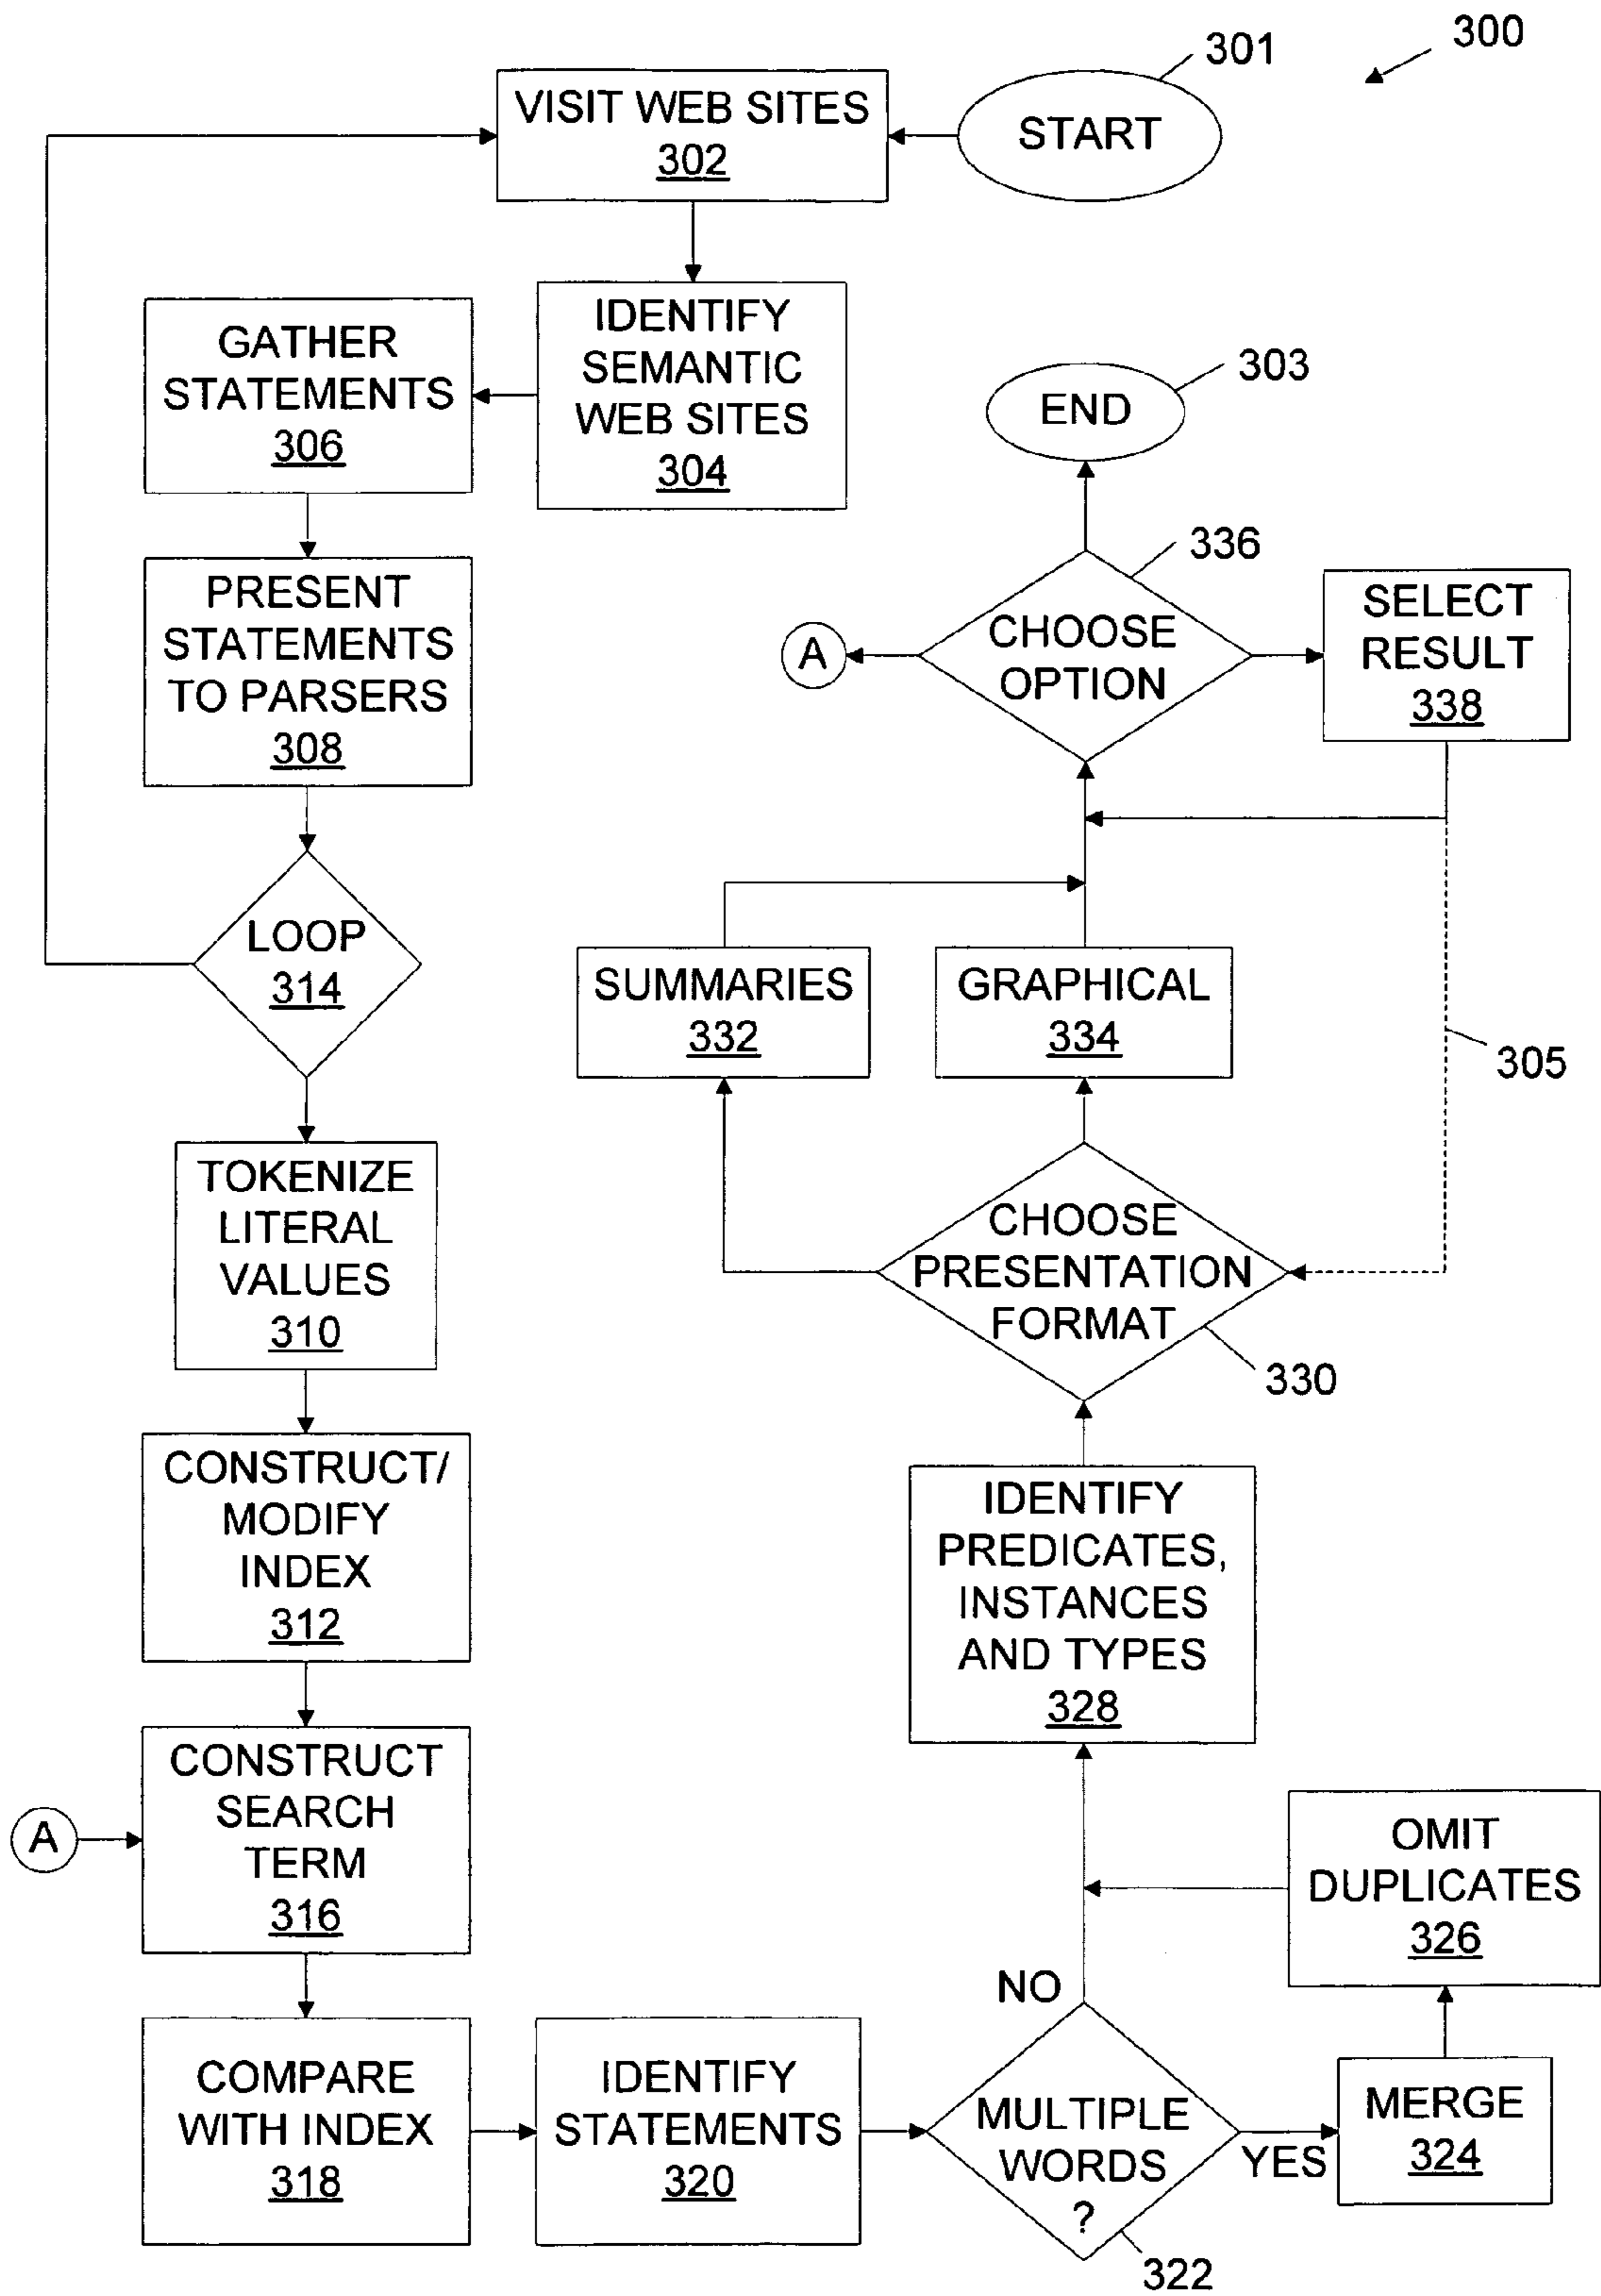 300
301
START
VISIT WEB SITES
302
IDENTIFY
SEMANTIC
WEB SITES
304
GATHER
STATEMENTS
306
PRESENT
STATEMENTS
TO PARSERS
308
LOOP
314
TOKENIZE
LITERAL
VALUES
310
CONSTRUCT/
MODIFY
INDEX
312
A
CONSTRUCT
SEARCH
TERM
316
COMPARE
WITH INDEX
318
IDENTIFY
STATEMENTS
320
MULTIPLE
WORDS
?
322
NO
YES
MERGE
324
OMIT
DUPLICATES
326
IDENTIFY
PREDICATES,
INSTANCES
AND TYPES
328
CHOOSE
PRESENTATION
FORMAT
330
SUMMARIES
332
GRAPHICAL
334
305
CHOOSE
OPTION
336
A
SELECT
RESULT
338
END
303